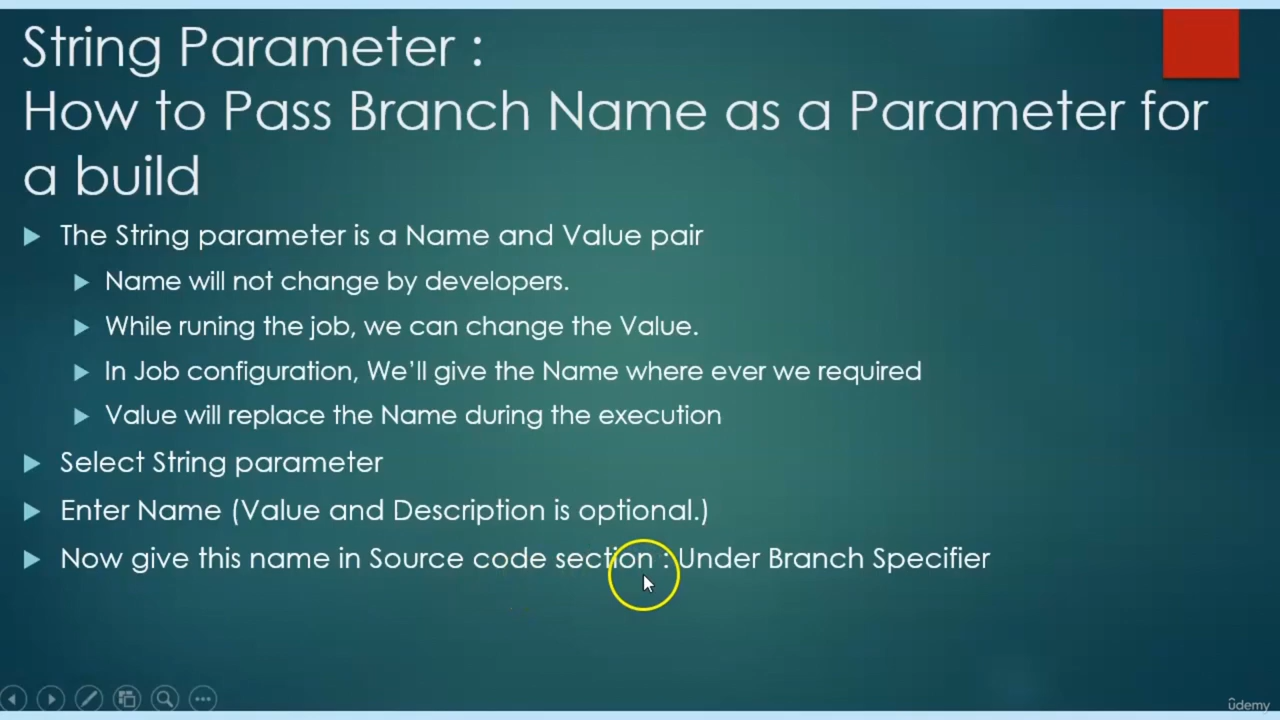 String Parameter :
How to Pass Branch Name as a Parameter for
a build
The String parameter is a Name and Value pair
Name will not change by developers.
While runing the job, we can change the Value.
In Job configuration, We'll give the Name where ever we required
Value will replace the Name during the execution
Select String parameter
Enter Name (Value and Description is optional.)
Now give this name in Source code section : Under Branch Specifier
ûdemy